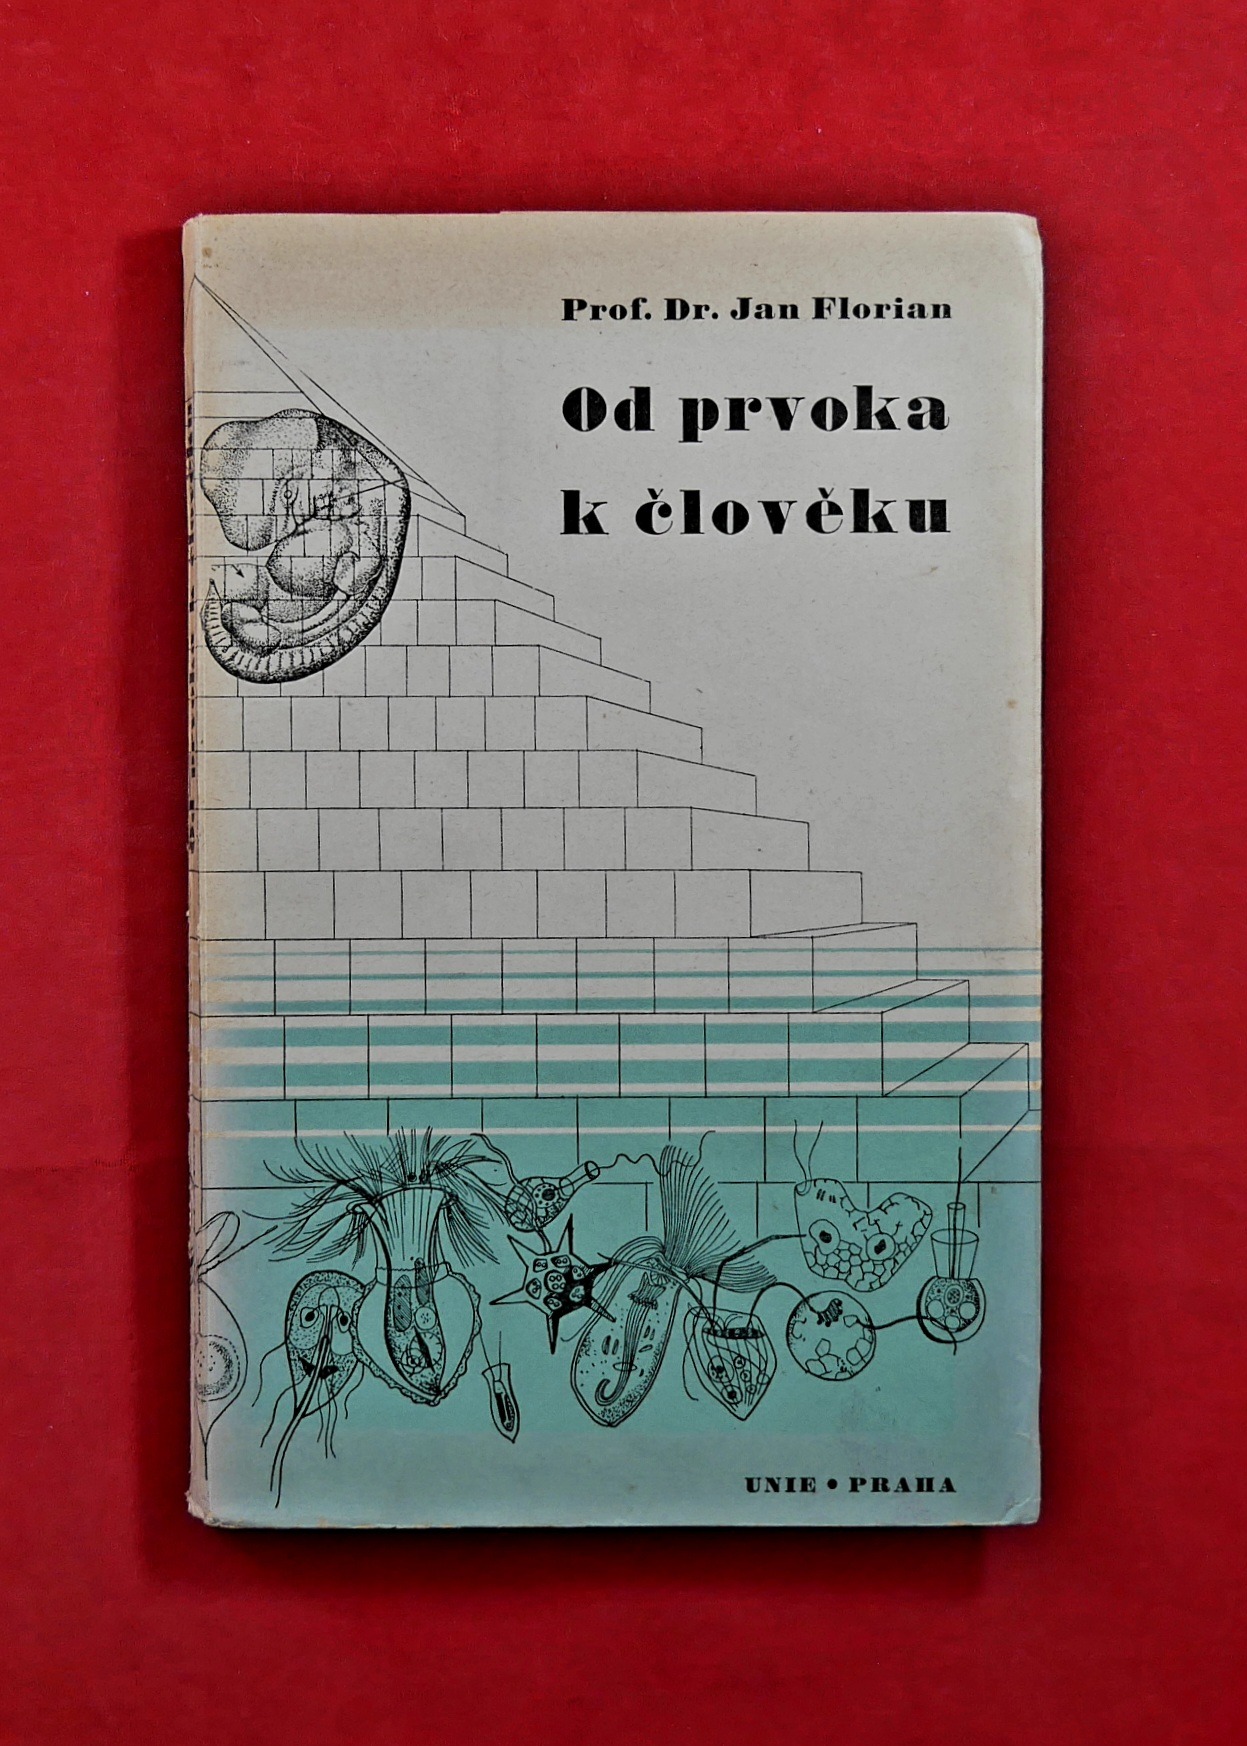 Prof. Dr. Jan Florian
Od prvoka
k člověku
UNIE • PRAHA